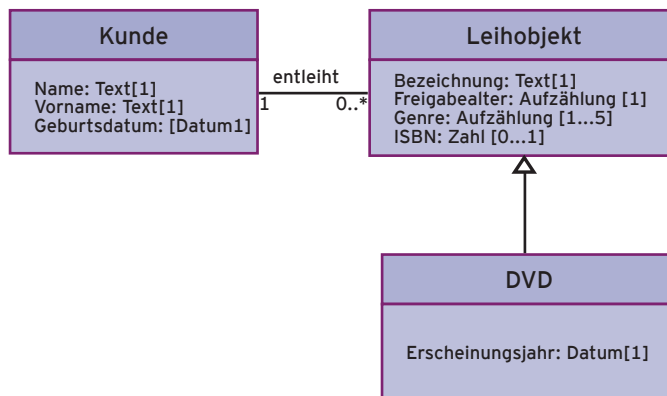 Kunde
Name: Text[1]
Vorname: Text[1]
Geburtsdatum: [Datum1]
entleiht
1
0..*
Leihobjekt
Bezeichnung: Text[1]
Freigabealter: Aufzählung [1]
Genre: Aufzählung [1...5]
ISBN: Zahl [0...1]
DVD
Erscheinungsjahr: Datum[1]